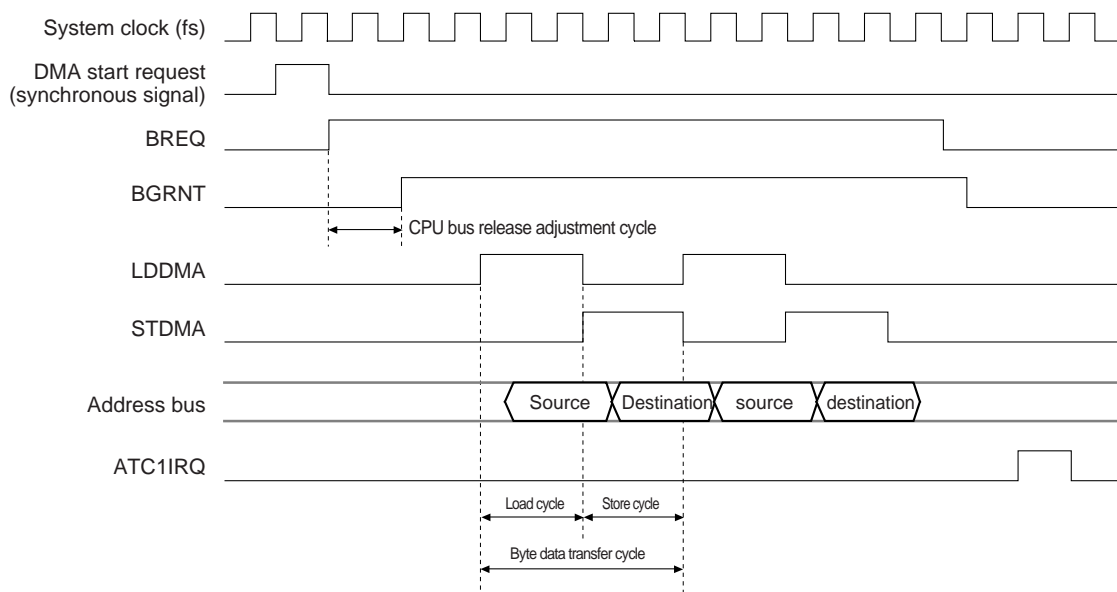 System clock (fs)
DMA start request
(synchronous signal)
BREQ
BGRNT
CPU bus release adjustment cycle
LDDMA
STDMA
Address bus
Source
Destination
source
destination
ATC1IRQ
Load cycle
Store cycle
Byte data transfer cycle